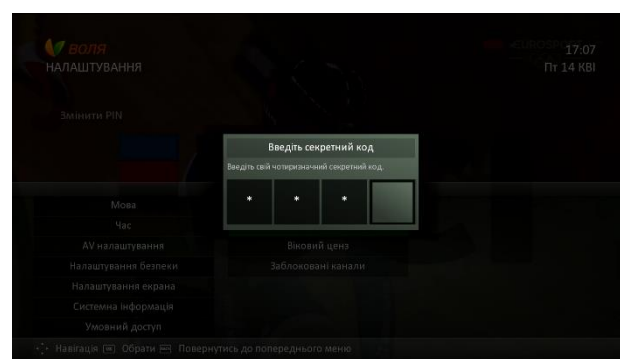 ВОЛЯ
НАЛАШТУВАННЯ
EUROSPORT
17:07
Пт 14 КВІ
Змінити PIN
Введіть секретний код
Введіть свій чотиризначний секретний код.
* * *
Мова
Час
AV налаштування
Налаштування безпеки
Налаштування екрана
Системна інформація
Умовний доступ
Віковий ценз
Заблоковані канали
Навігація OK Обрати Повернутись до попереднього меню